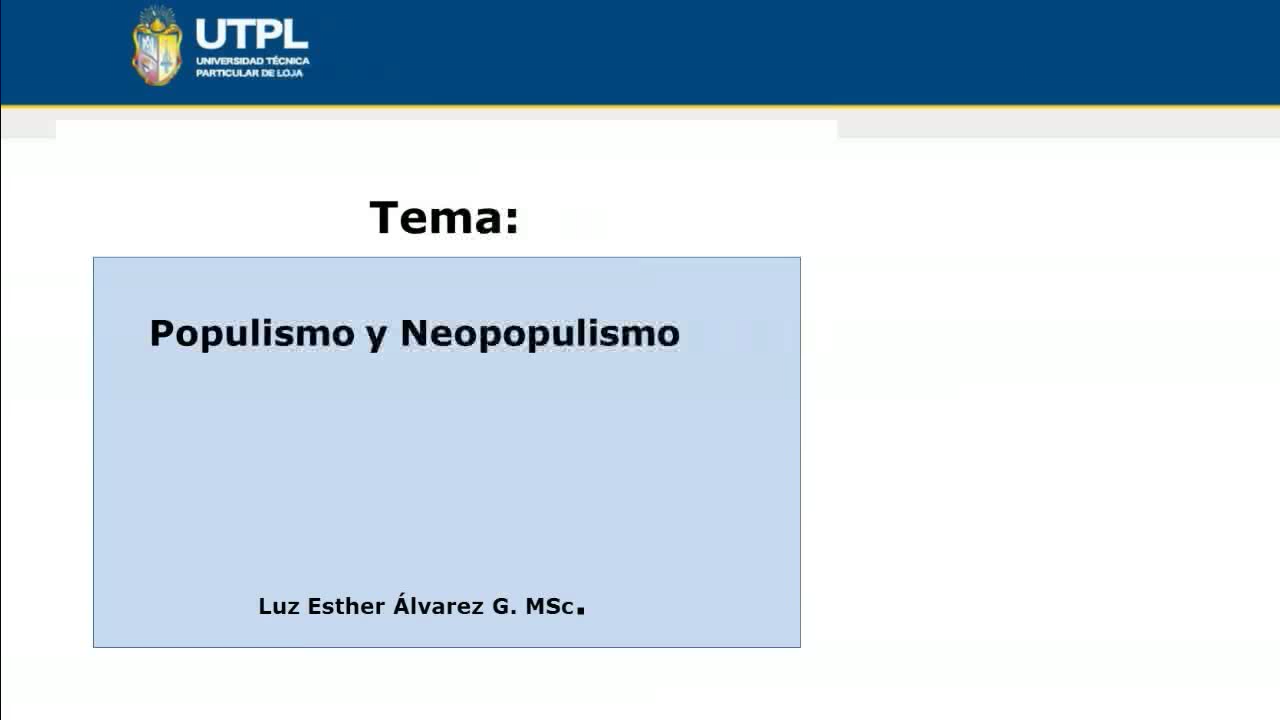 UTPL
UNIVERSIDAD TÉCNICA
PARTICULAR DE LOJA
Tema:
Populismo y Neopopulismo
Luz Esther Álvarez G. MSc.